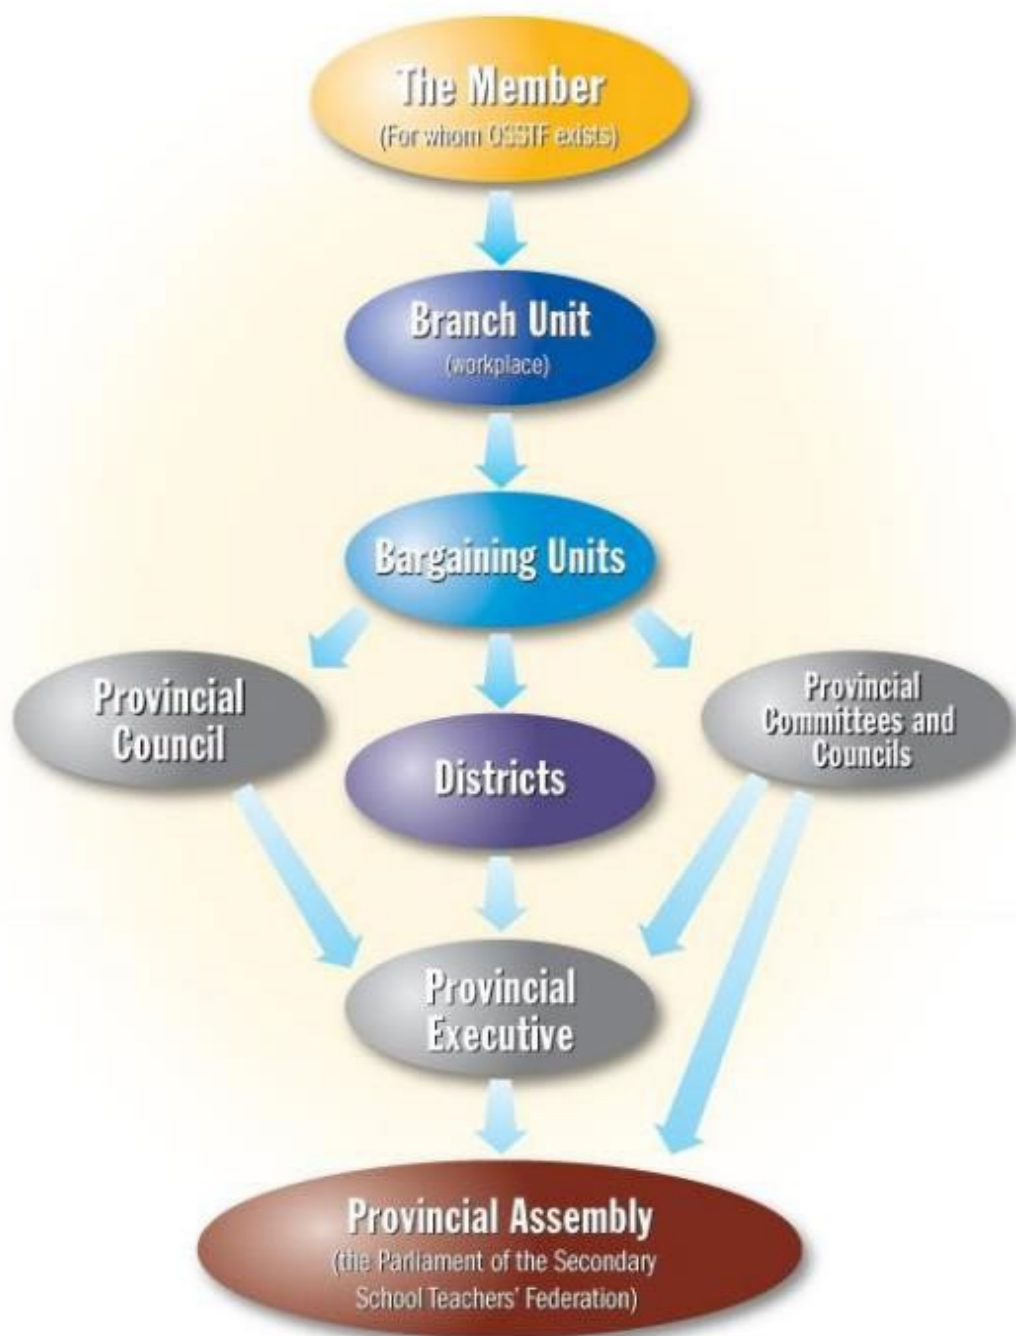 The Member
(For whom OSSTF exists)
Branch Unit
(workplace)
Bargaining Units
Provincial
Council
Districts
Provincial
Committees and
Councils
Provincial
Executive
Provincial Assembly
(the Parliament of the Secondary
School Teachers' Federation)